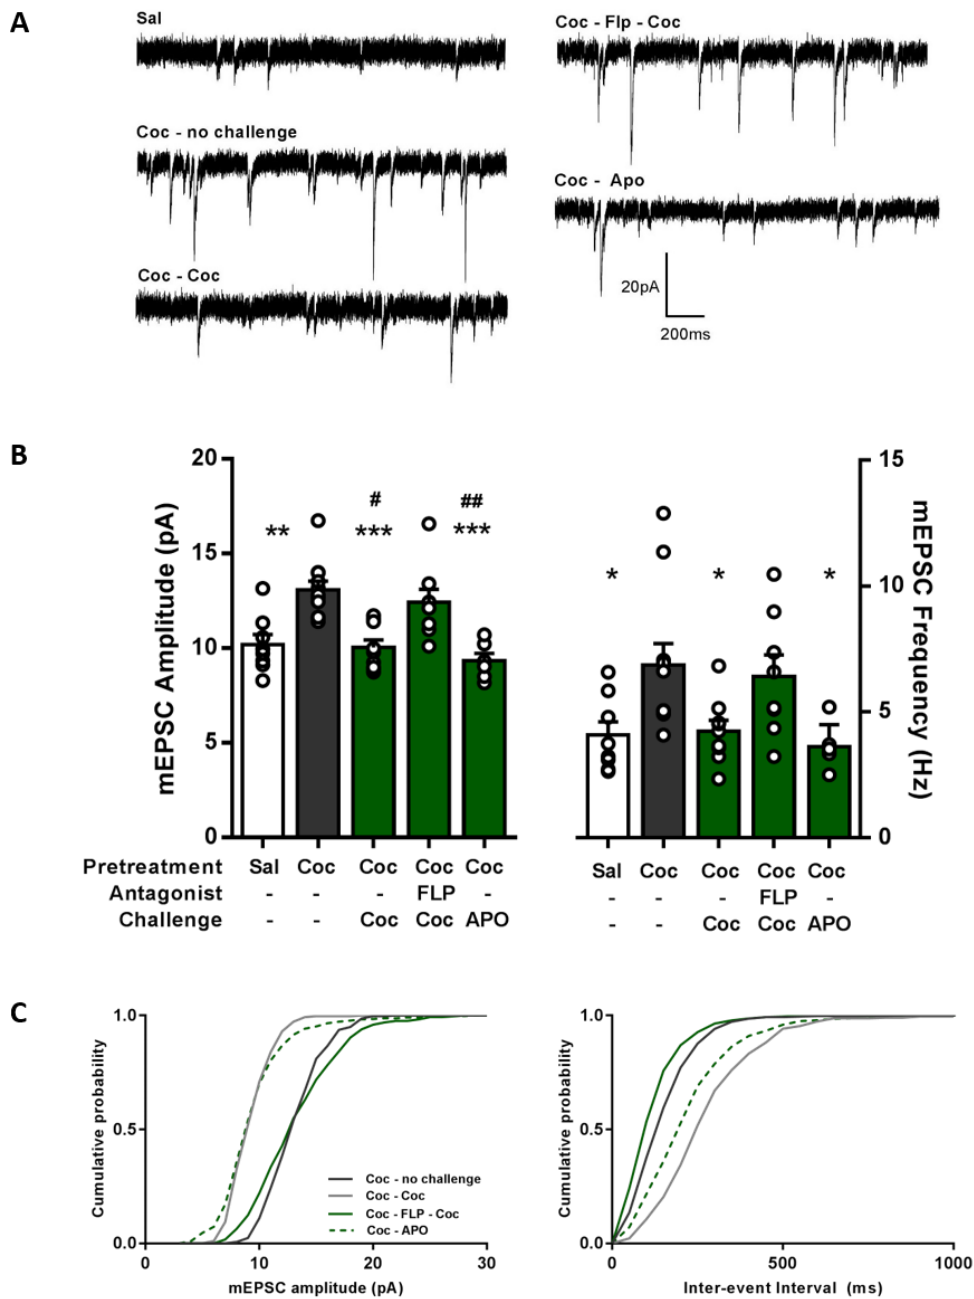 A
Sal
Coc - no challenge
Coc - Coc
Coc - Flp - Coc
Coc - Apo
20pA
200ms
B
mEPSC Amplitude (pA)
20
15
10
5
0
#
##
** *** ***
Pretreatment Sal Coc Coc Coc Coc
Antagonist - - - FLP -
Challenge - - Coc Coc APO
mEPSC Frequency (Hz)
15
10
5
0
* * *
Sal Coc Coc Coc Coc
- - - FLP -
- - Coc Coc APO
C
Cumulative probability
1.0
0.5
0.0
0 10 20 30
mEPSC amplitude (pA)
Coc - no challenge
Coc - Coc
Coc - FLP - Coc
Coc - APO
Cumulative probability
1.0
0.5
0.0
0 500 1000
Inter-event Interval (ms)